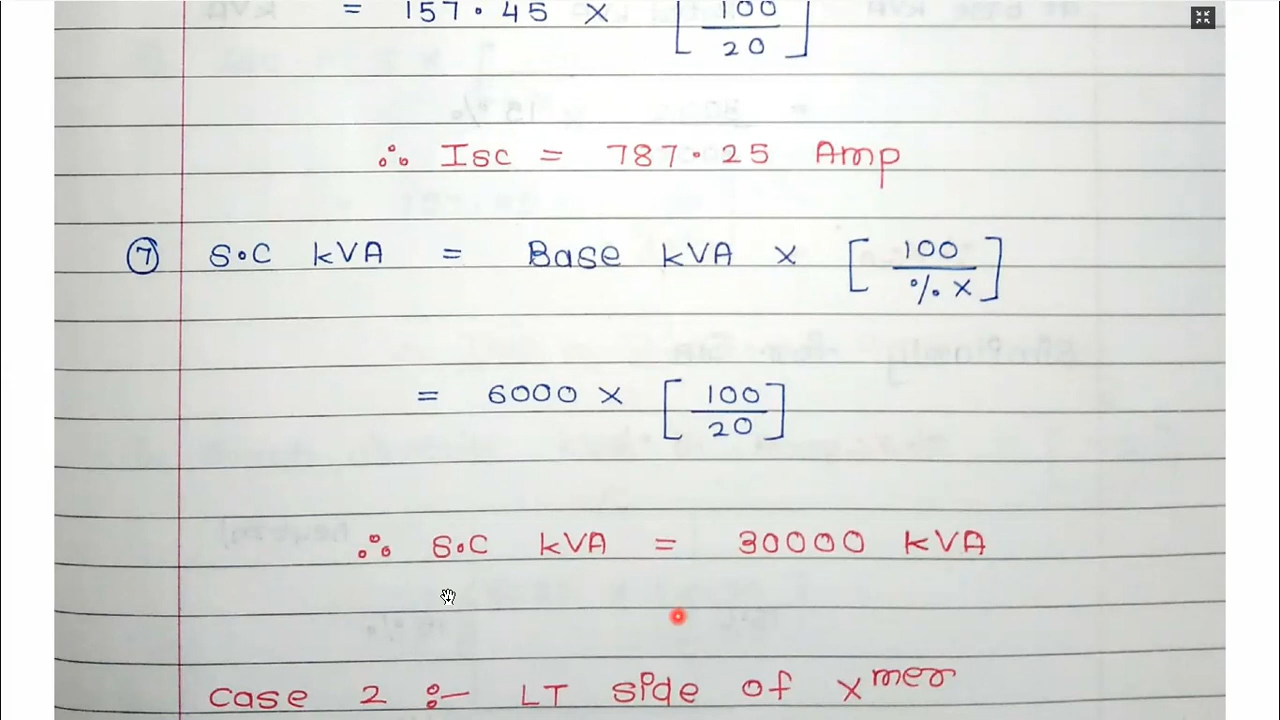 = 157.45 × [100/20]
∴ Isc = 787.25 Amp
⑦ S.C kVA = Base kVA × [100/% X]
= 6000 × [100/20]
∴ S.C kVA = 30000 kVA
Case 2 :- LT side of xmer